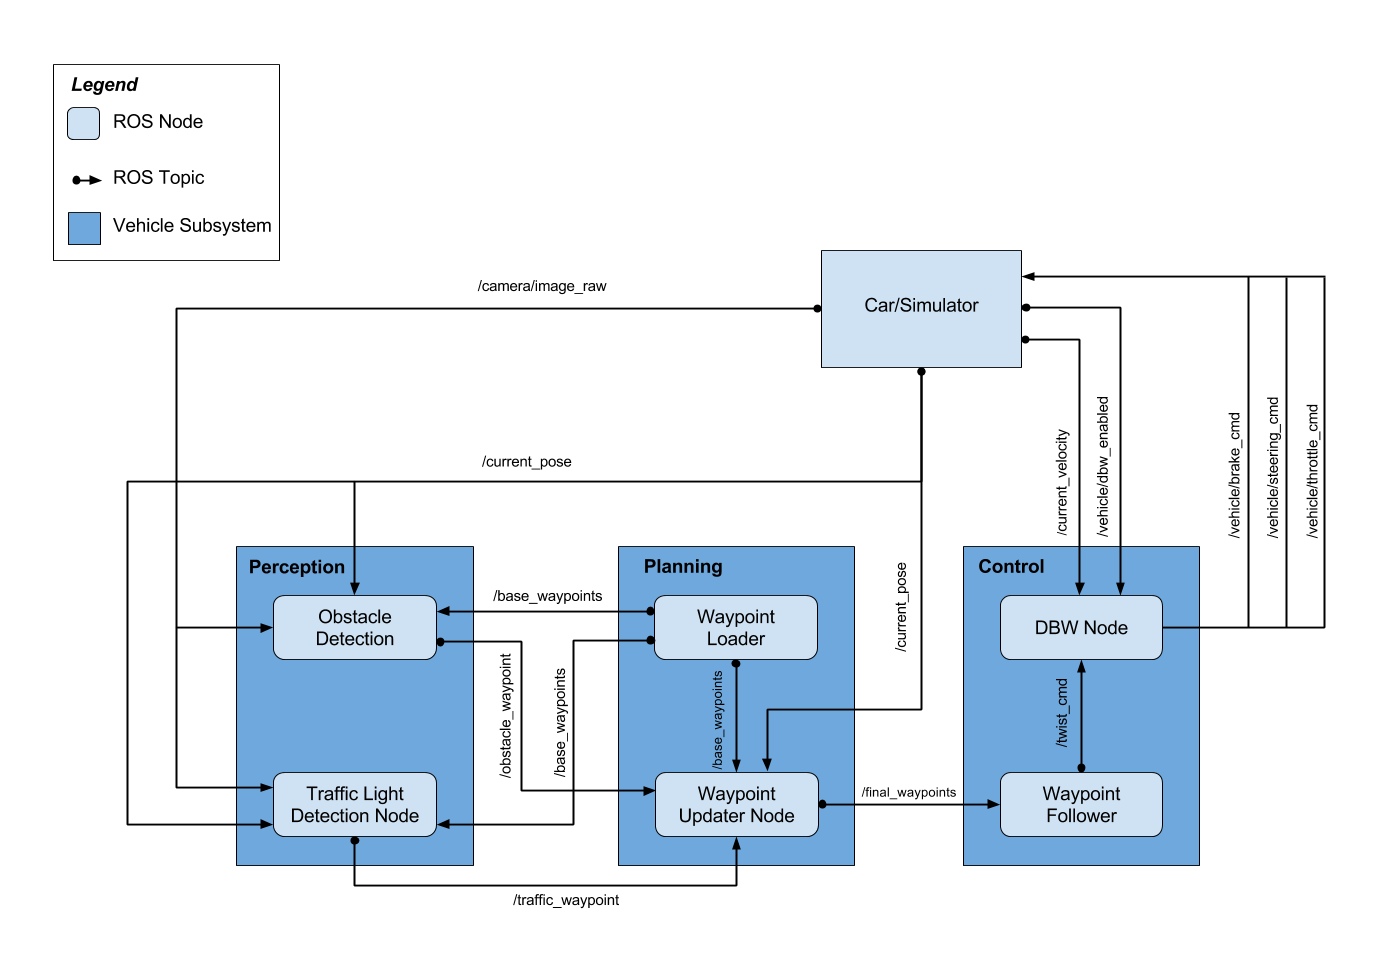 Legend
ROS Node
ROS Topic
Vehicle Subsystem
/camera/image_raw
Car/Simulator
/current_pose
/current_velocity
/vehicle/dbw_enabled
/vehicle/brake_cmd
/vehicle/steering_cmd
/vehicle/throttle_cmd
Perception
Obstacle
Detection
Traffic Light
Detection Node
/base_waypoints
/obstacle_waypoint
/base_waypoints
/traffic_waypoint
Planning
Waypoint
Loader
/base_waypoints
Waypoint
Updater Node
/current_pose
/final_waypoints
Control
DBW Node
/twist_cmd
Waypoint
Follower